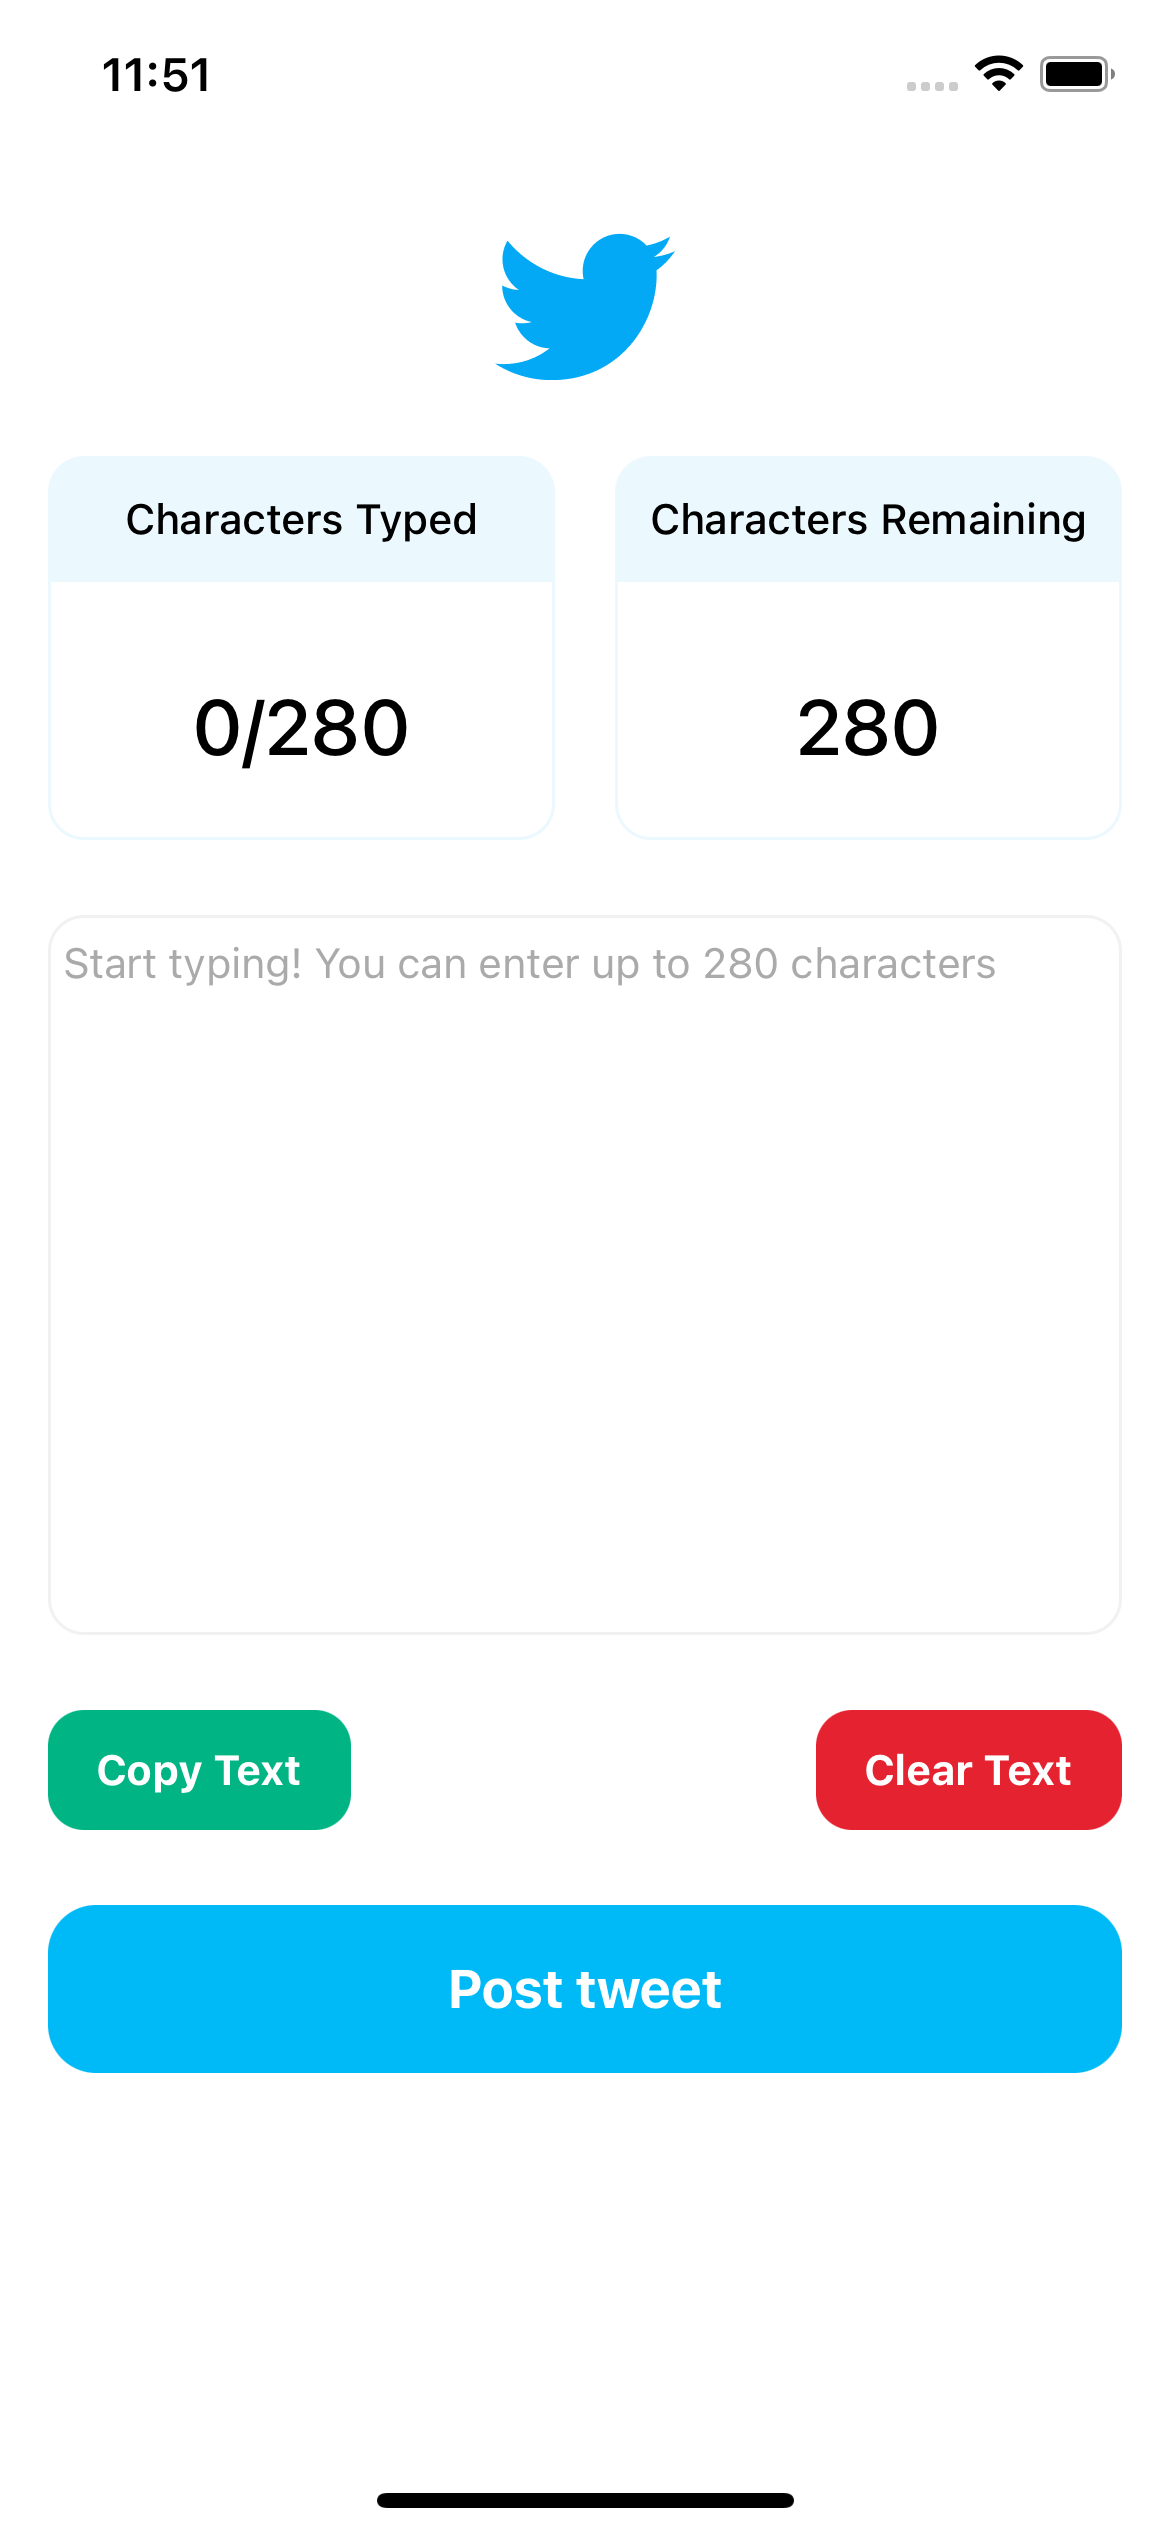 11:51
Characters Typed
Characters Remaining
0/280
280
Start typing! You can enter up to 280 characters
Copy Text
Clear Text
Post tweet